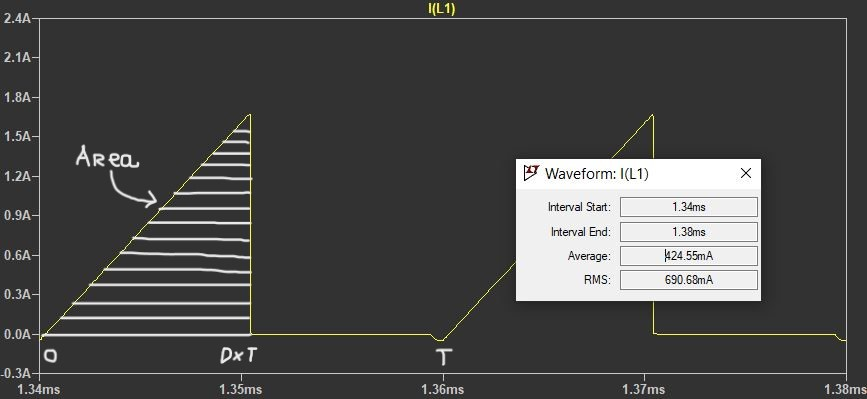 I(L1)
2.4A
2.1A
1.8A
1.5A
1.2A
0.9A
0.6A
0.3A
0.0A
-0.3A
Area
0
D×T
T
1.34ms
1.35ms
1.36ms
1.37ms
1.38ms
Waveform: I(L1)
Interval Start: 1.34ms
Interval End: 1.38ms
Average: 424.55mA
RMS: 690.68mA